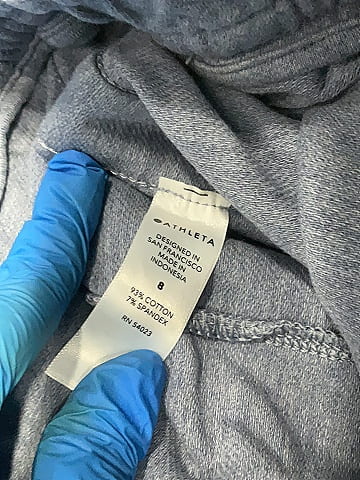 ATHLETA
DESIGNED IN
SAN FRANCISCO
MADE IN
INDONESIA
8
93% COTTON
7% SPANDEX
RN 54023